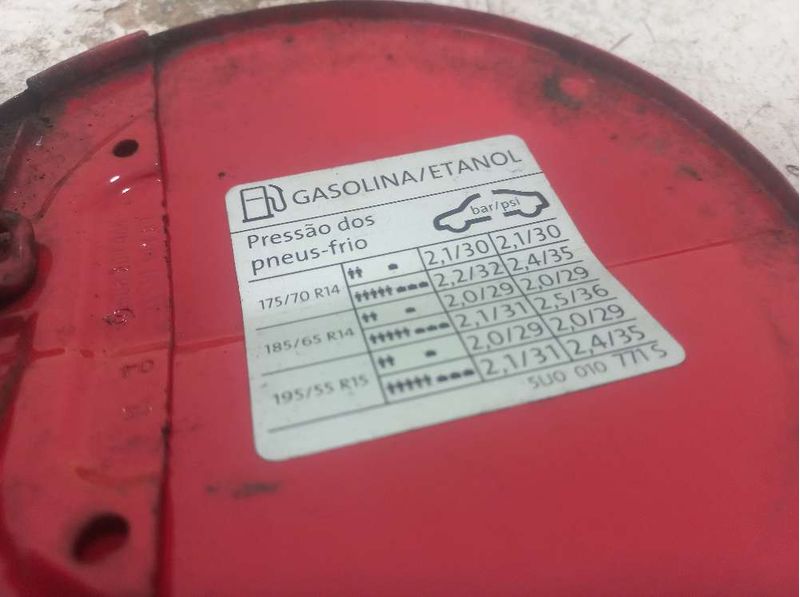 GASOLINA/ETANOL
Pressão dos
pneus-frio
bar/psi
175/70 R14 2,1/30 2,1/30
2,2/32 2,4/35
185/65 R14 2,0/29 2,0/29
2,1/31 2,5/36
195/55 R15 2,0/29 2,0/29
2,1/31 2,4/35
5U0 010 771 S